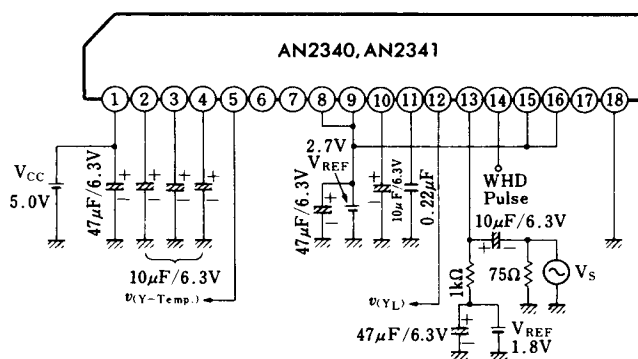 AN2340, AN2341
1 2 3 4 5 6 7 8 9 10 11 12 13 14 15 16 17 18
VCC
5.0V
47μF/6.3V
+
−
+
−
+
−
+
−
10μF/6.3V
v(Y-Temp.)
2.7V
VREF
47μF/6.3V
+
−
10μF/6.3V
+
−
0.22μF
v(YL)
WHD
Pulse
10μF/6.3V
+
−
1kΩ
75Ω
VS
47μF/6.3V
+
−
VREF
1.8V